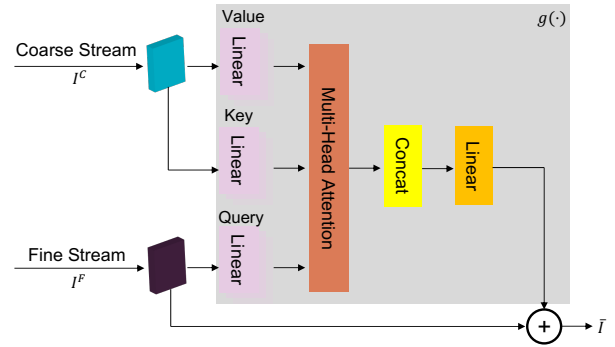 Value
g(·)
Coarse Stream
I^C
Linear
Key
Linear
Multi-Head Attention
Concat
Linear
Query
Linear
Fine Stream
I^F
+
Ī